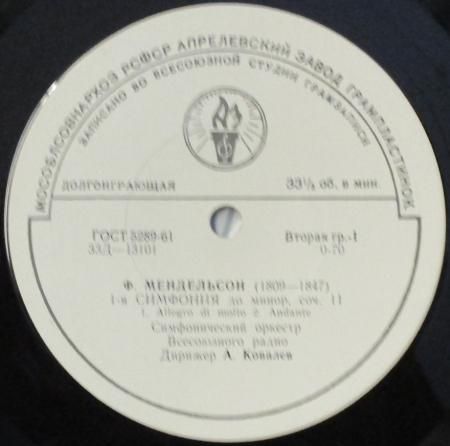 МОСОБЛСОВНАРХОЗ РСФСР АПРЕЛЕВСКИЙ ЗАВОД ГРАМПЛАСТИНОК
ЗАПИСАНО ВО ВСЕСОЮЗНОЙ СТУДИИ ГРАМЗАПИСИ
ДОЛГОИГРАЮЩАЯ
33⅓ об. в мин.
ГОСТ 5289-61
Вторая гр.-1
33Д—13101
0-70
Ф. МЕНДЕЛЬСОН (1809—1847)
1-я СИМФОНИЯ до минор, соч. 11
1. Allegro di molto 2. Andante
Симфонический оркестр
Всесоюзного радио
Дирижер А. Ковалев